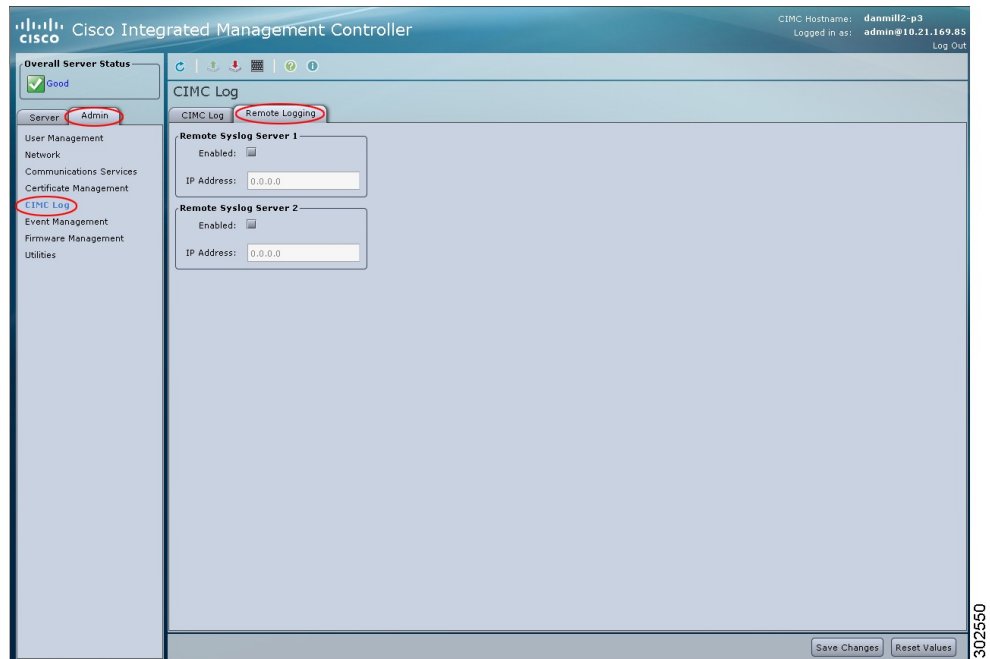 CISCO
Cisco Integrated Management Controller
CIMC Hostname: danmill2-p3
Logged in as: admin@10.21.169.85
Log Out
Overall Server Status
Good
Server
Admin
User Management
Network
Communications Services
Certificate Management
CIMC Log
Event Management
Firmware Management
Utilities
CIMC Log
CIMC Log
Remote Logging
Remote Syslog Server 1
Enabled:
IP Address: 0.0.0.0
Remote Syslog Server 2
Enabled:
IP Address: 0.0.0.0
Save Changes
Reset Values
302550